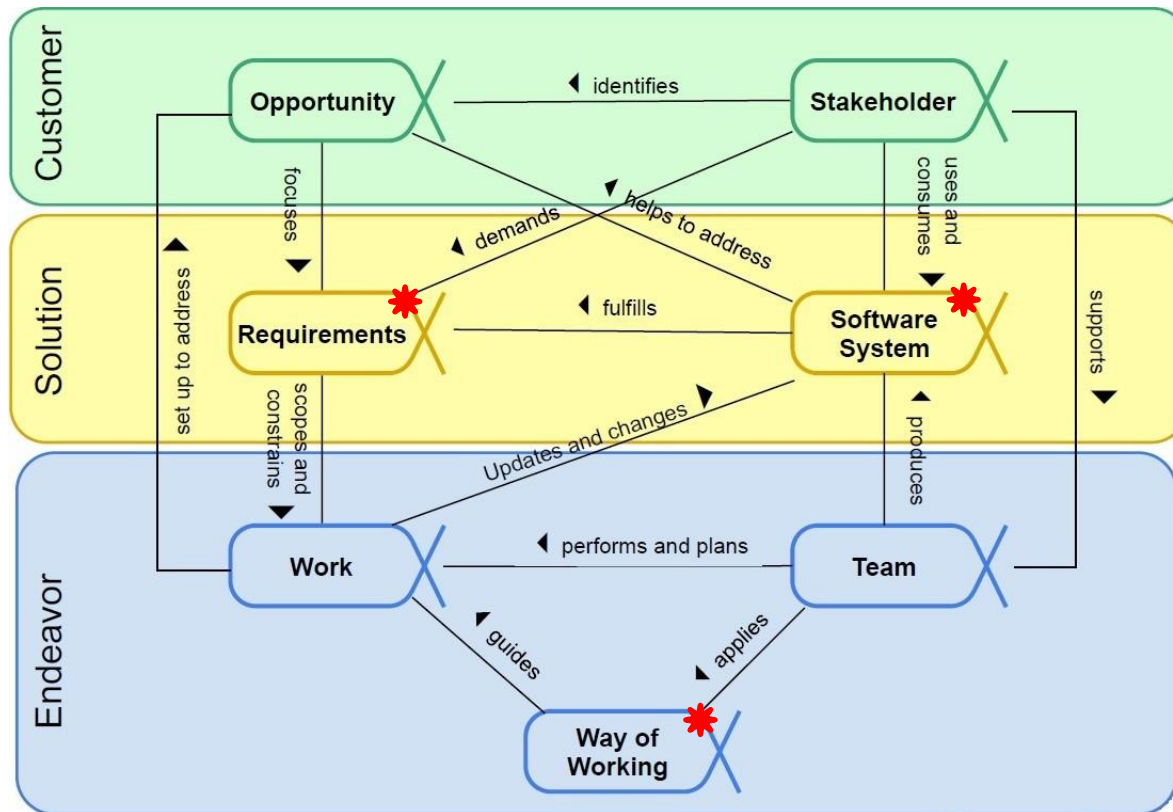 Customer
Opportunity
identifies
Stakeholder
focuses
demands
helps to address
uses and
consumes
Solution
set up to address
Requirements
fulfills
Software
System
supports
scopes and
constrains
Updates and changes
produces
Endeavor
Work
performs and plans
Team
guides
applies
Way of
Working